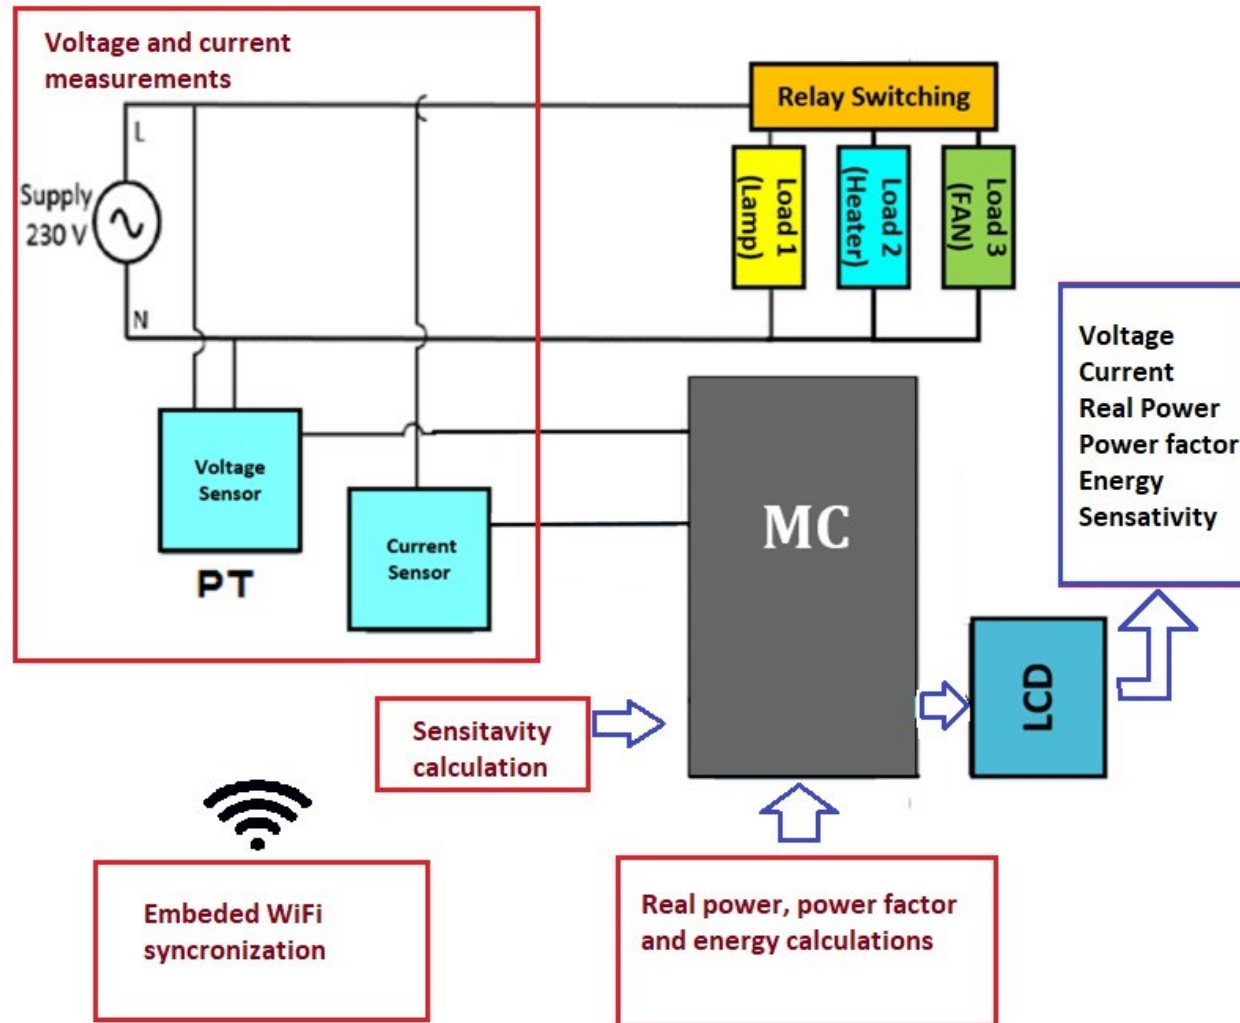 Voltage and current
measurements
L
Supply
230 V
N
Relay Switching
Load 1
(Lamp)
Load 2
(Heater)
Load 3
(FAN)
Voltage
Sensor
PT
Current
Sensor
MC
Voltage
Current
Real Power
Power factor
Energy
Sensativity
LCD
Sensitavity
calculation
Embeded WiFi
syncronization
Real power, power factor
and energy calculations